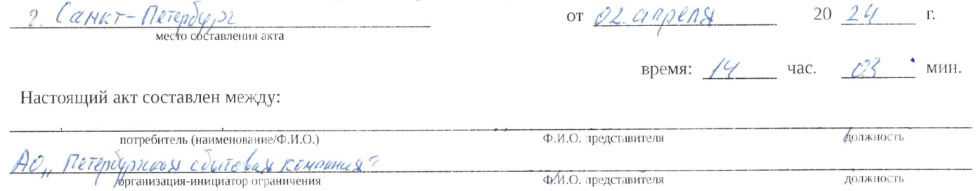 г. Санкт-Петербург от 02. апреля 20 24 г.
место составления акта
время: 14 час. 03 мин.
Настоящий акт составлен между:
потребитель (наименование/Ф.И.О.) Ф.И.О. представителя должность
АО „Петербургская сбытовая компания"
организация-инициатор ограничения Ф.И.О. представителя должность